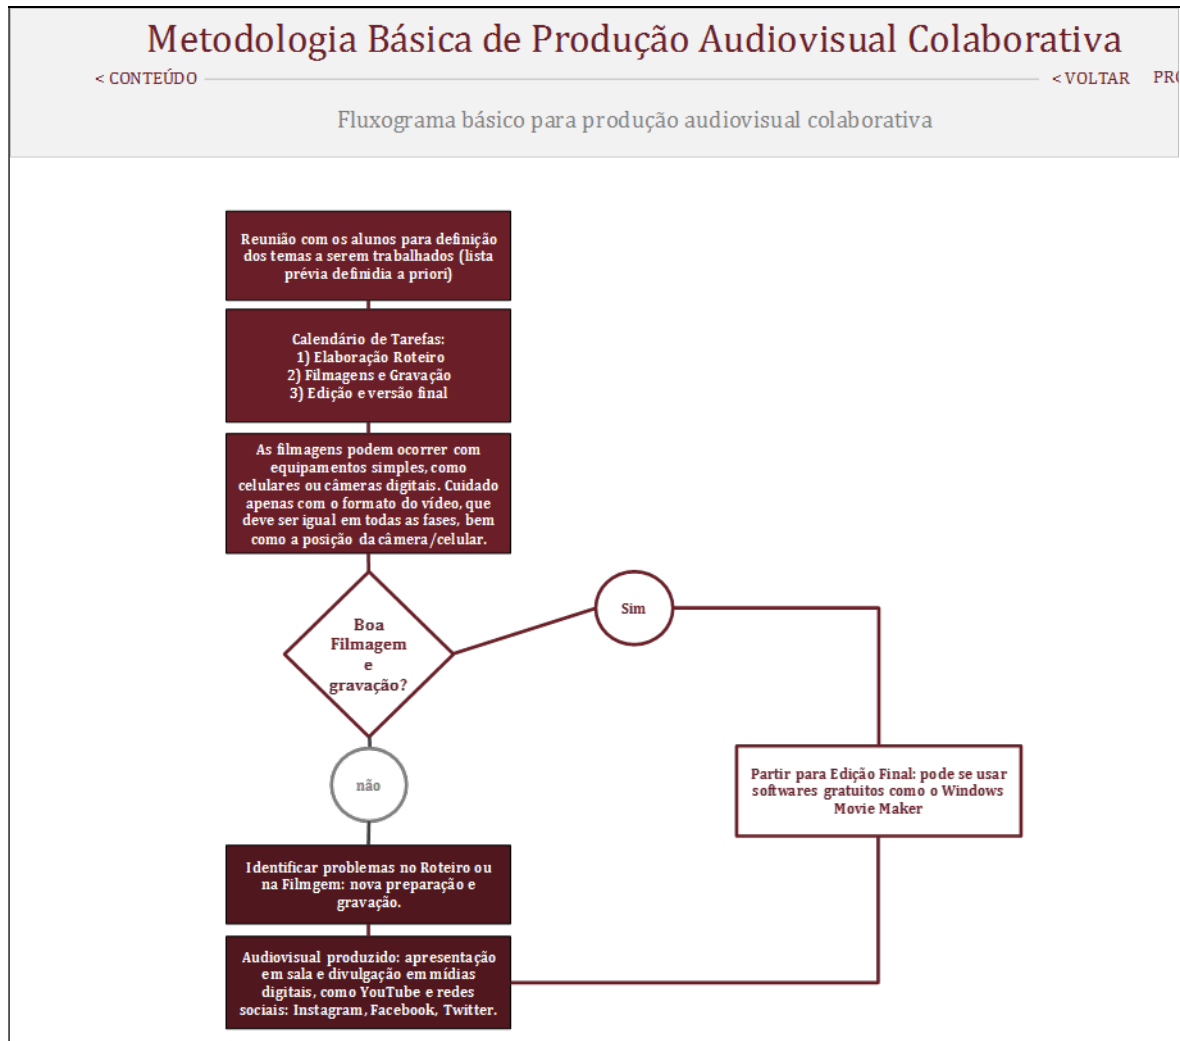 Metodologia Básica de Produção Audiovisual Colaborativa
< CONTEÚDO
< VOLTAR
PRÓ
Fluxograma básico para produção audiovisual colaborativa
Reunião com os alunos para definição
dos temas a serem trabalhados (lista
prévia definidia a priori)
Calendário de Tarefas:
1) Elaboração Roteiro
2) Filmagens e Gravação
3) Edição e versão final
As filmagens podem ocorrer com
equipamentos simples, como
celulares ou câmeras digitais. Cuidado
apenas com o formato do vídeo, que
deve ser igual em todas as fases, bem
como a posição da câmera/celular.
Boa
Filmagem
e
gravação?
Sim
não
Partir para Edição Final: pode se usar
softwares gratuitos como o Windows
Movie Maker
Identificar problemas no Roteiro ou
na Filmgem: nova preparação e
gravação.
Audiovisual produzido: apresentação
em sala e divulgação em mídias
digitais, como YouTube e redes
sociais: Instagram, Facebook, Twitter.